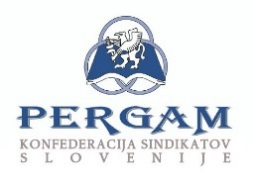 PERGAM
KONFEDERACIJA SINDIKATOV
SLOVENIJE